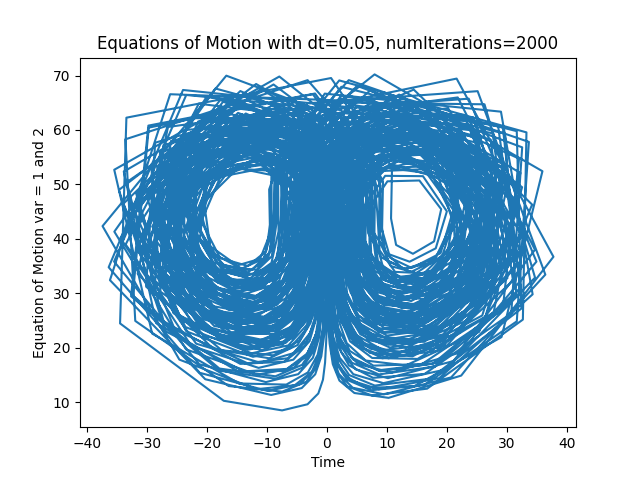 Equations of Motion with dt=0.05, numIterations=2000
Equation of Motion var = 1 and 2
70
60
50
40
30
20
10
−40 −30 −20 −10 0 10 20 30 40
Time